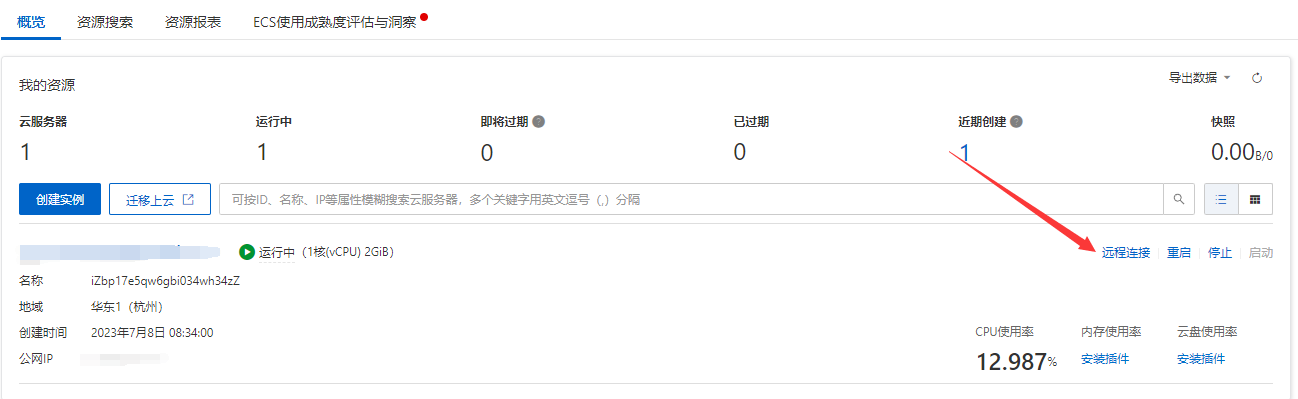 概览 资源搜索 资源报表 ECS使用成熟度评估与洞察
我的资源 导出数据
云服务器 运行中 即将过期 已过期 近期创建 快照
1 1 0 0 1 0.00B/0
创建实例 迁移上云 可按ID、名称、IP等属性模糊搜索云服务器，多个关键字用英文逗号（,）分隔
运行中（1核(vCPU) 2GiB） 远程连接 重启 停止 启动
名称 iZbp17e5qw6gbi034wh34zZ
地域 华东1（杭州）
创建时间 2023年7月8日 08:34:00 CPU使用率 内存使用率 云盘使用率
公网IP 12.987% 安装插件 安装插件